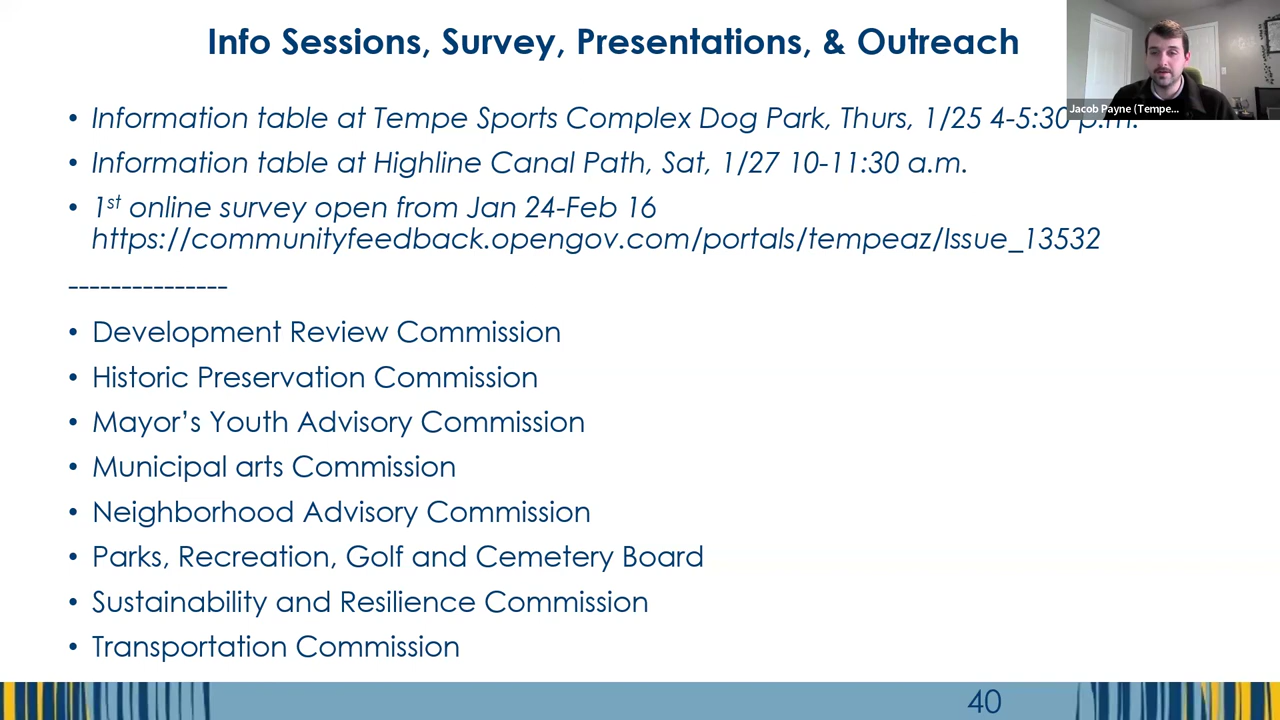 Info Sessions, Survey, Presentations, & Outreach
Jacob Payne (Tempe...
• Information table at Tempe Sports Complex Dog Park, Thurs, 1/25 4-5:30 p.m.
• Information table at Highline Canal Path, Sat, 1/27 10-11:30 a.m.
• 1st online survey open from Jan 24-Feb 16
https://communityfeedback.opengov.com/portals/tempeaz/Issue_13532
---------------
• Development Review Commission
• Historic Preservation Commission
• Mayor’s Youth Advisory Commission
• Municipal arts Commission
• Neighborhood Advisory Commission
• Parks, Recreation, Golf and Cemetery Board
• Sustainability and Resilience Commission
• Transportation Commission
40